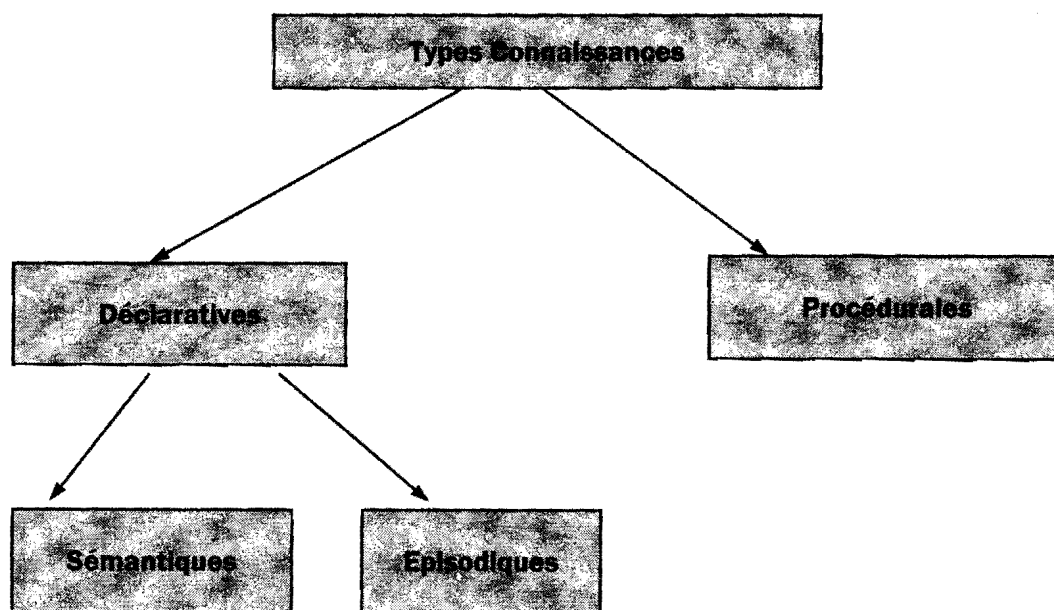 Types Connaissances
Déclaratives
Procédurales
Sémantiques
Episodiques